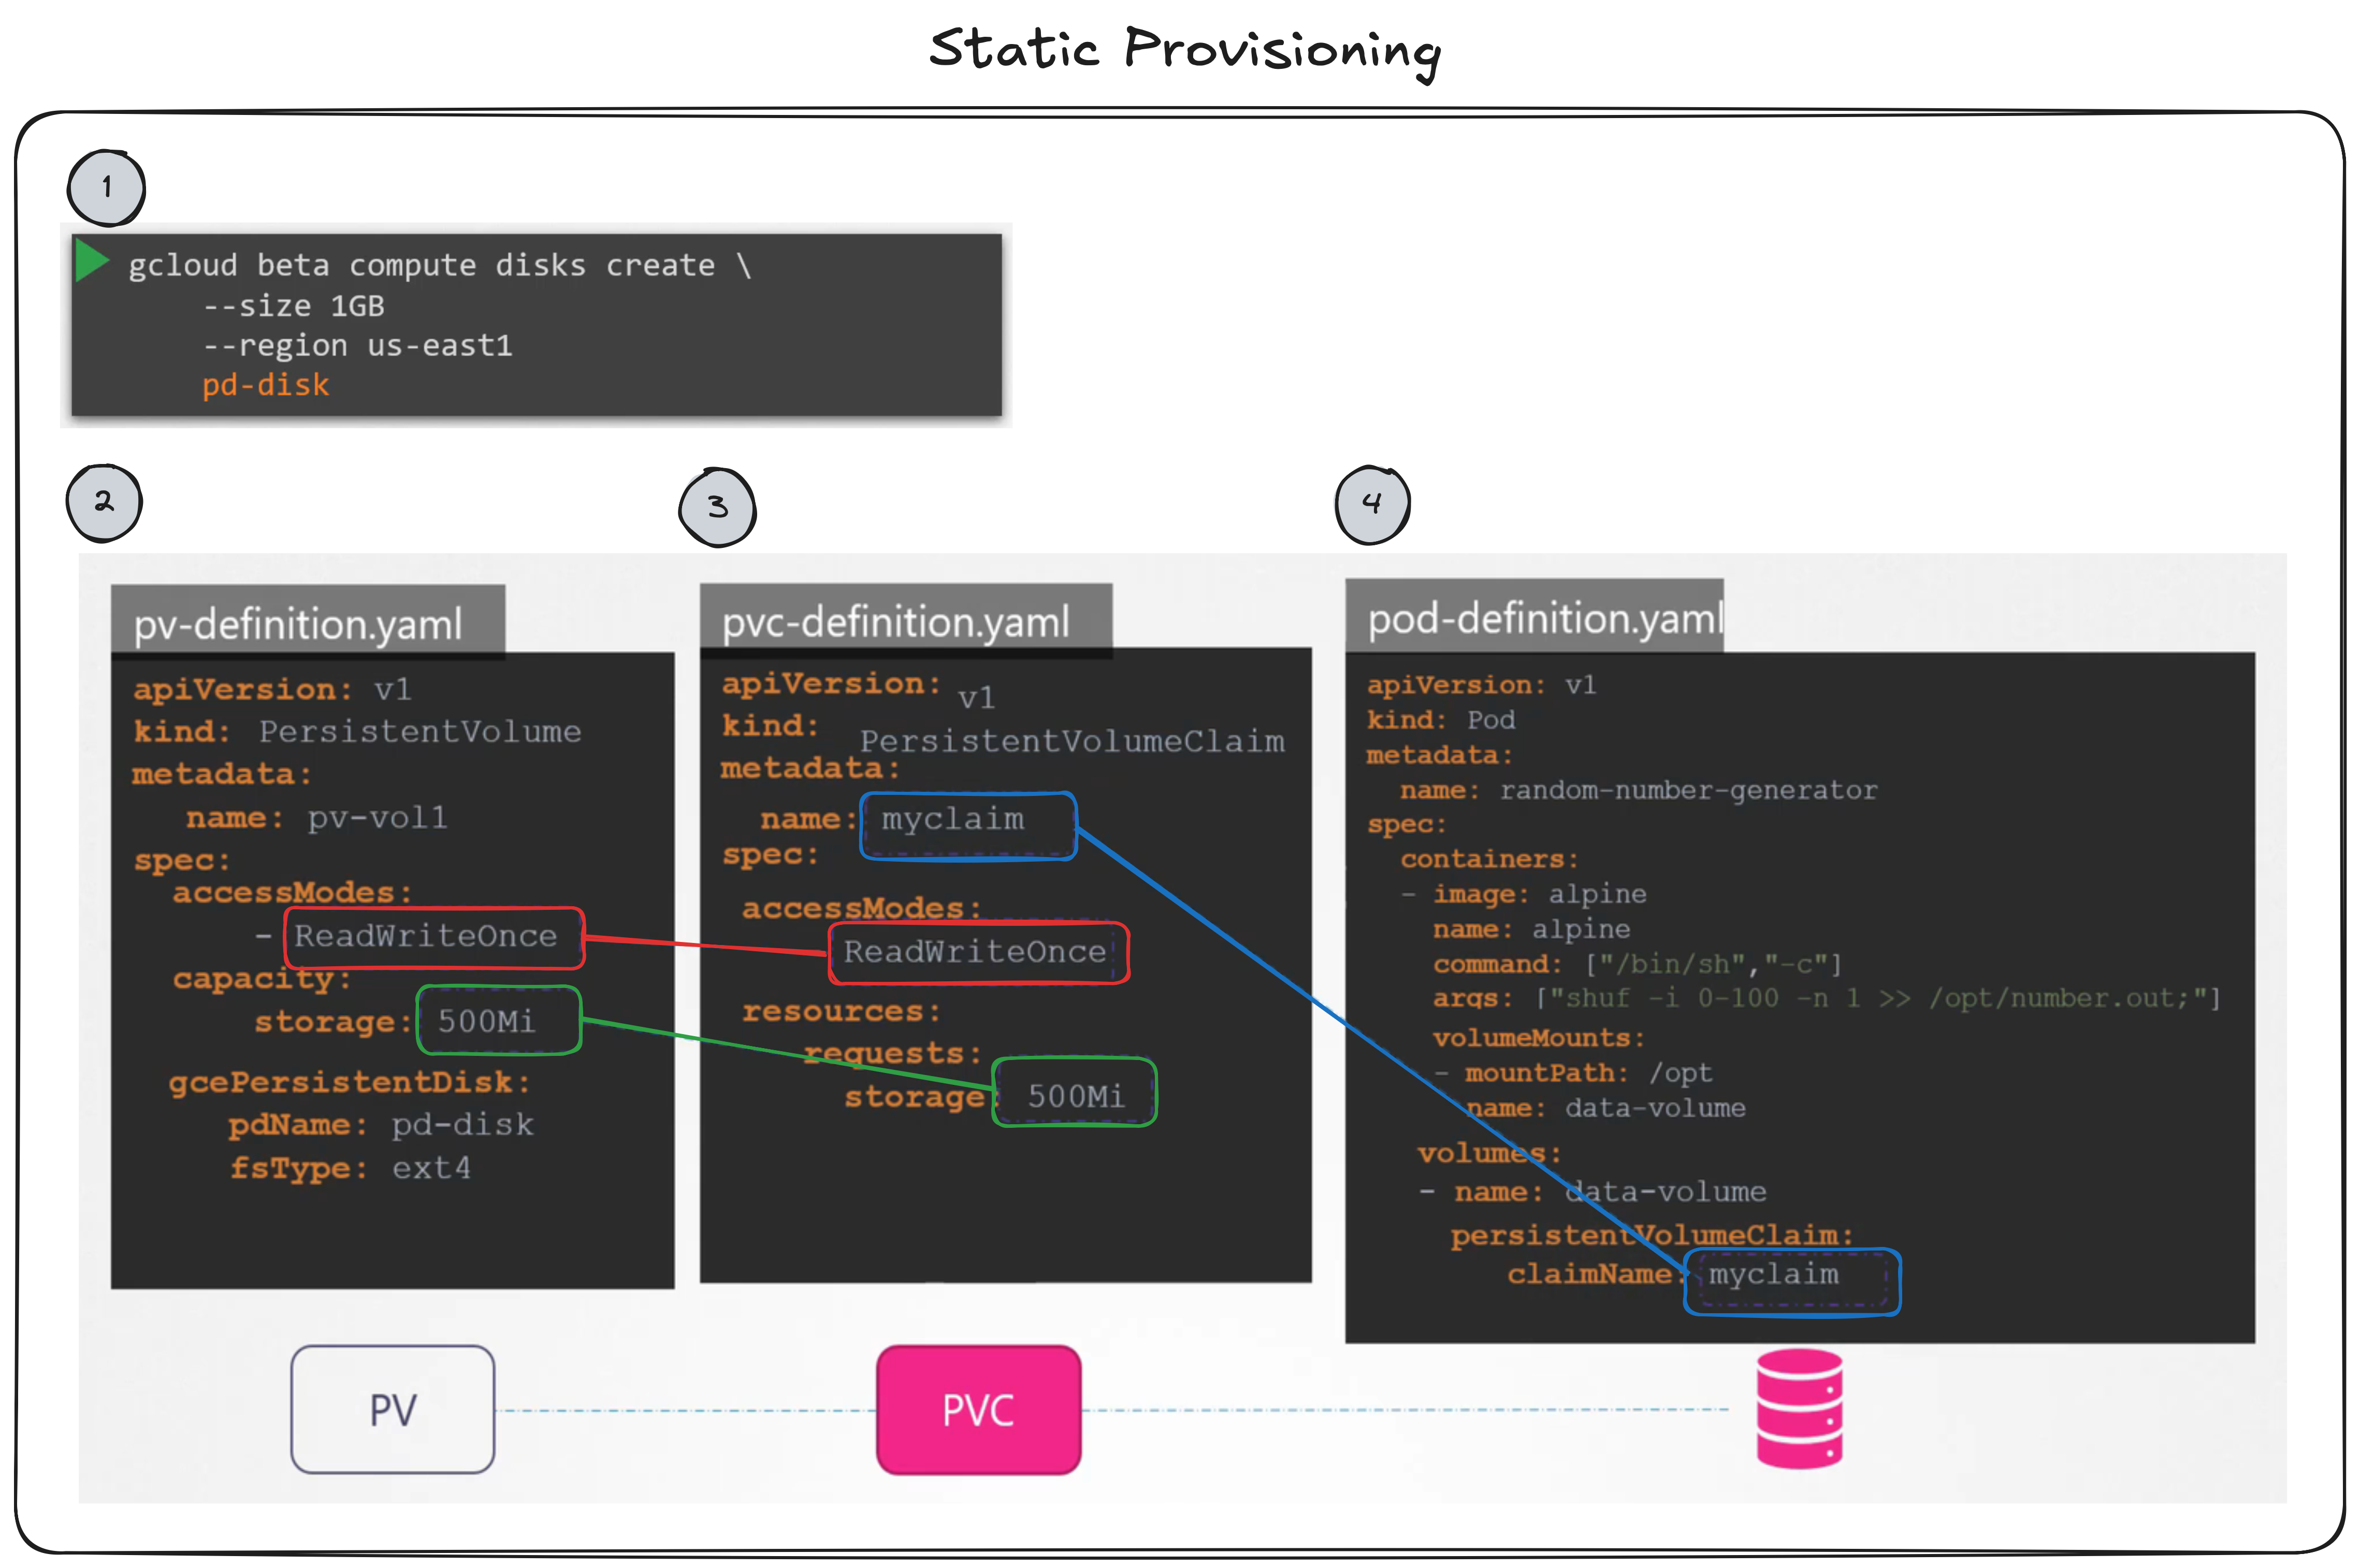 Static Provisioning
1
gcloud beta compute disks create \
--size 1GB
--region us-east1
pd-disk
2
pv-definition.yaml
apiVersion: v1
kind: PersistentVolume
metadata:
name: pv-vol1
spec:
accessModes:
- ReadWriteOnce
capacity:
storage: 500Mi
gcePersistentDisk:
pdName: pd-disk
fsType: ext4
3
pvc-definition.yaml
apiVersion: v1
kind: PersistentVolumeClaim
metadata:
name: myclaim
spec:
accessModes:
ReadWriteOnce
resources:
requests:
storage: 500Mi
4
pod-definition.yaml
apiVersion: v1
kind: Pod
metadata:
name: random-number-generator
spec:
containers:
- image: alpine
name: alpine
command: ["/bin/sh","-c"]
args: ["shuf -i 0-100 -n 1 >> /opt/number.out;"]
volumeMounts:
- mountPath: /opt
name: data-volume
volumes:
- name: data-volume
persistentVolumeClaim:
claimName: myclaim
PV
PVC